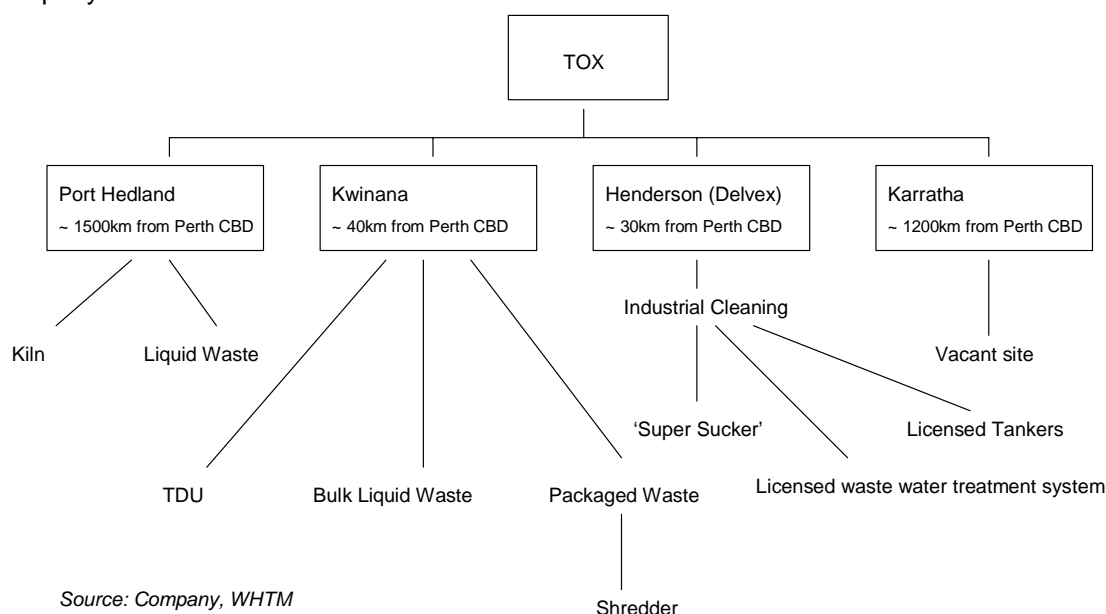 TOX
Port Hedland
~ 1500km from Perth CBD
Kwinana
~ 40km from Perth CBD
Henderson (Delvex)
~ 30km from Perth CBD
Karratha
~ 1200km from Perth CBD
Industrial Cleaning
Kiln
Liquid Waste
Vacant site
‘Super Sucker’
Licensed Tankers
TDU
Bulk Liquid Waste
Packaged Waste
Licensed waste water treatment system
Source: Company, WHTM
Shredder